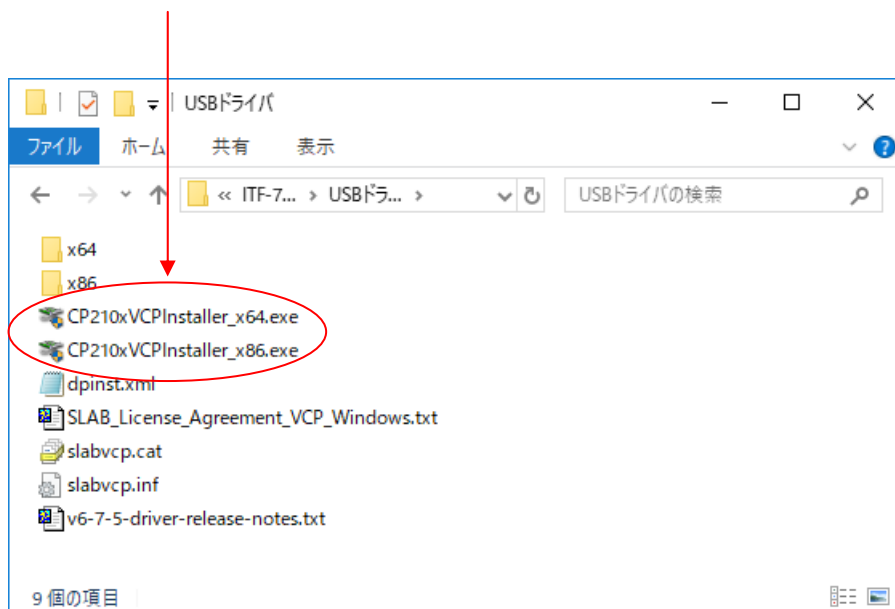 USBドライバ
ファイル ホーム 共有 表示
« ITF-7... › USBドラ... › USBドライバの検索
x64
x86
CP210xVCPInstaller_x64.exe
CP210xVCPInstaller_x86.exe
dpinst.xml
SLAB_License_Agreement_VCP_Windows.txt
slabvcp.cat
slabvcp.inf
v6-7-5-driver-release-notes.txt
9 個の項目